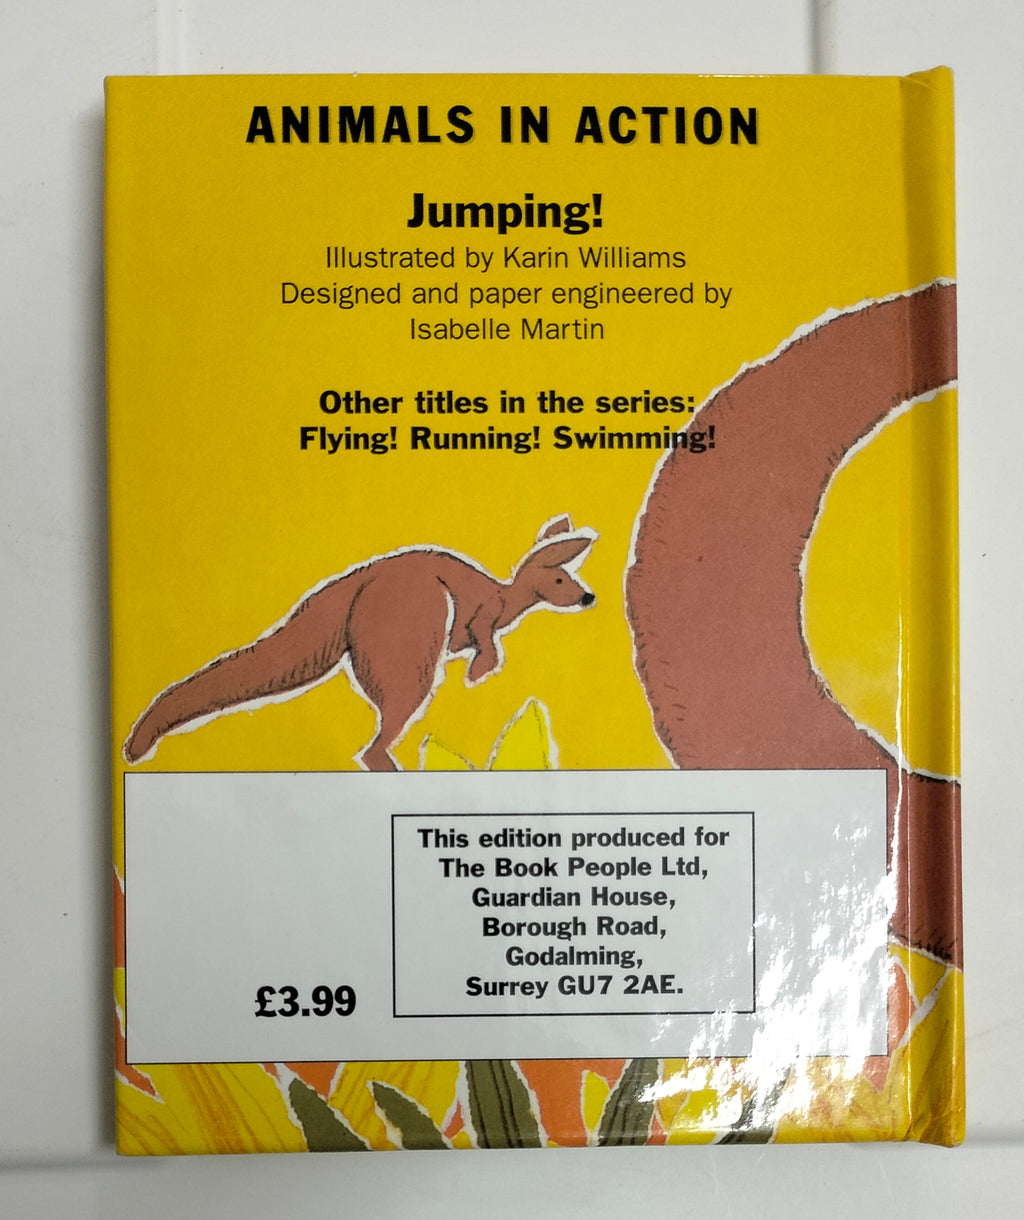 ANIMALS IN ACTION
Jumping!
Illustrated by Karin Williams
Designed and paper engineered by
Isabelle Martin
Other titles in the series:
Flying! Running! Swimming!
This edition produced for
The Book People Ltd,
Guardian House,
Borough Road,
Godalming,
Surrey GU7 2AE.
£3.99